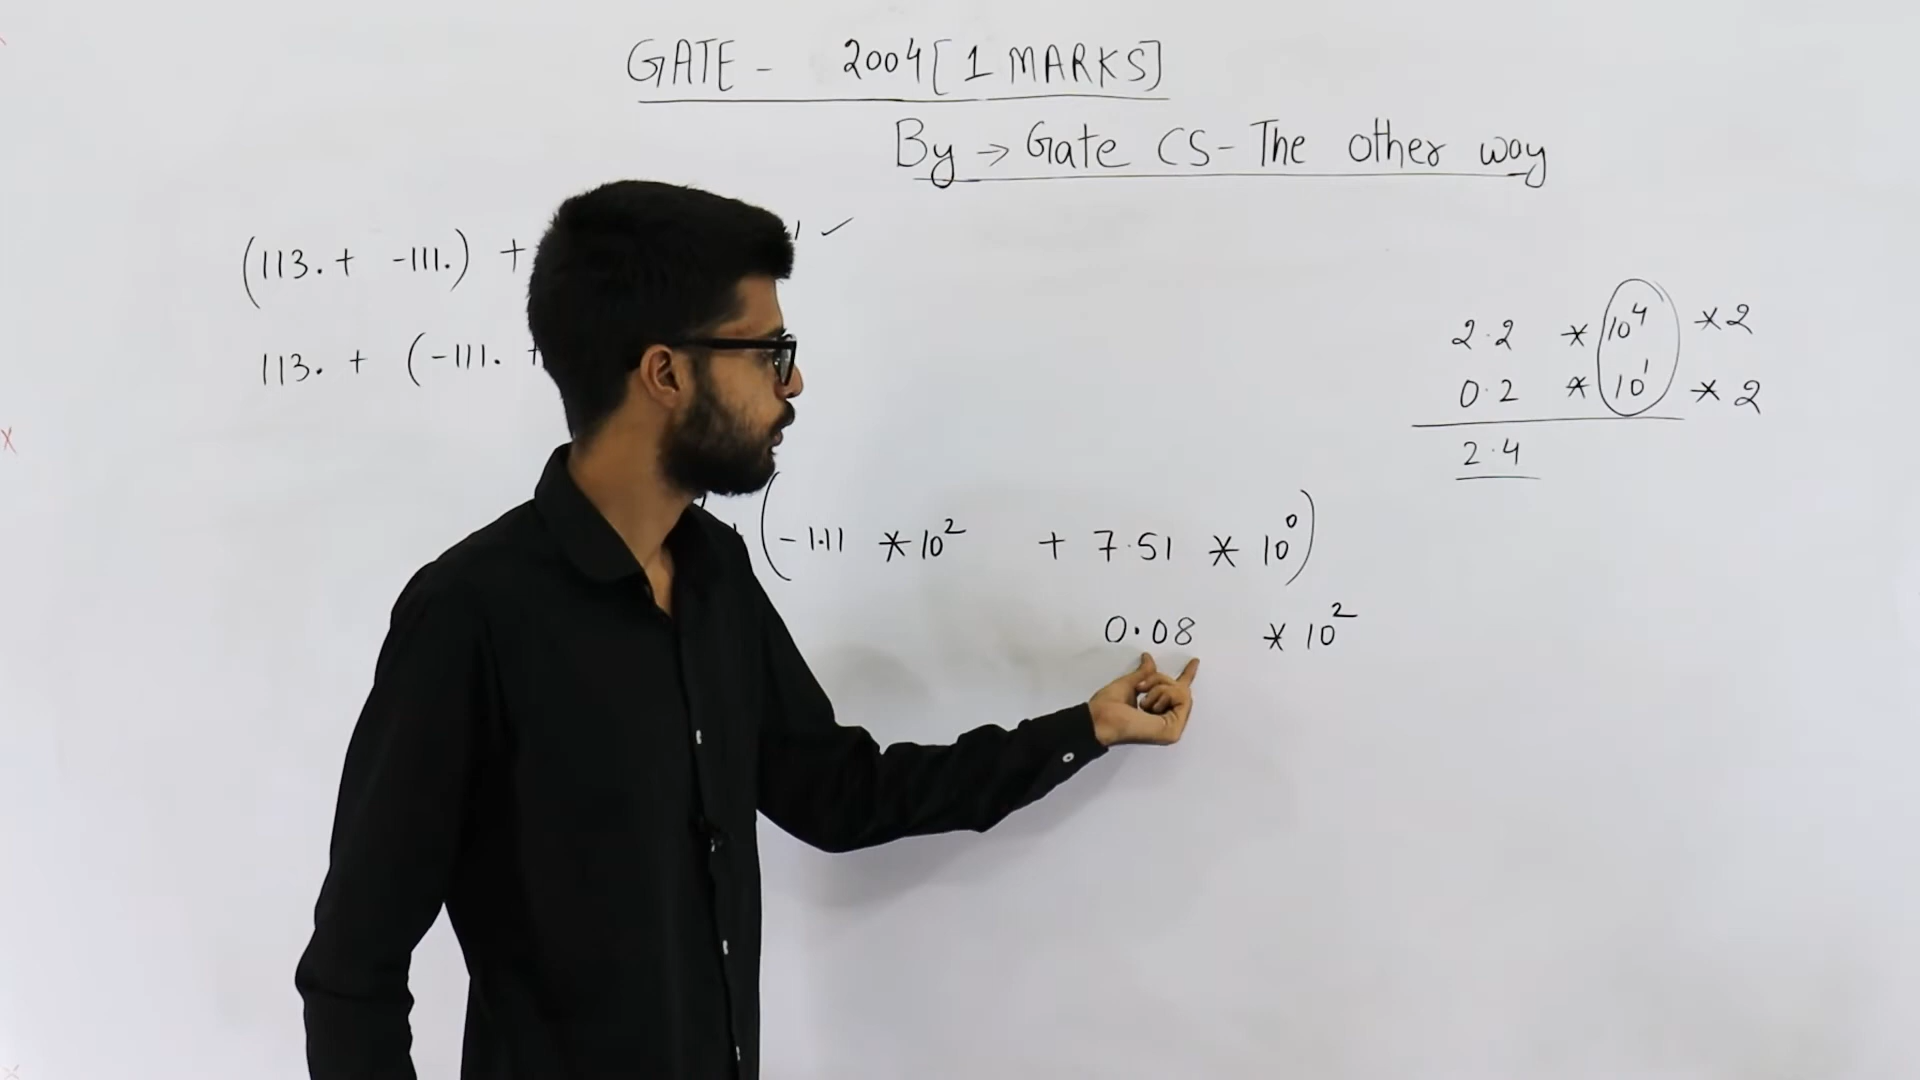 GATE - 2004 [1 MARKS]
By → Gate CS - The other way
(113. + -111.) +
113. + (-111. +
2.2 * 10^4 * 2
0.2 * 10^1 * 2
2.4
(-1.11 * 10^2 + 7.51 * 10^0)
0.08 * 10^2